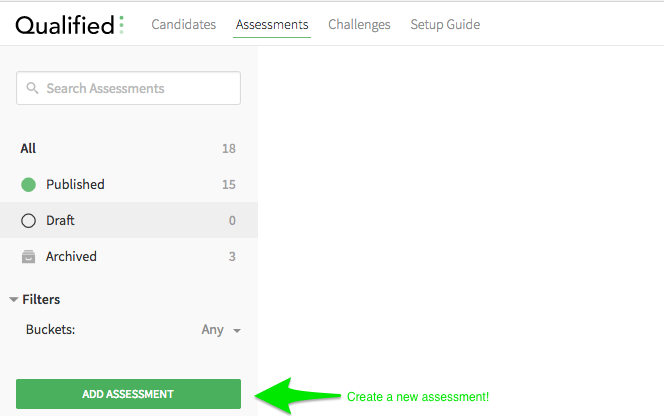 Qualified Candidates Assessments Challenges Setup Guide
Search Assessments
All 18
Published 15
Draft 0
Archived 3
Filters
Buckets: Any
ADD ASSESSMENT Create a new assessment!